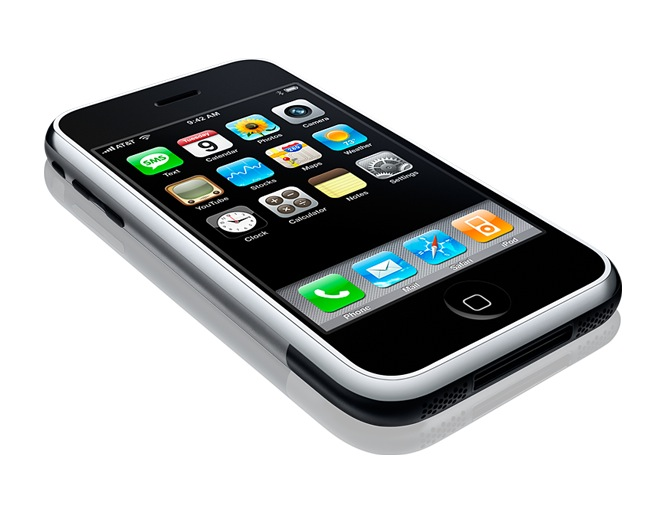 AT&T 9:42 AM
SMS Tuesday 9 280
Text Calendar Photos Camera
73°
YouTube Stocks Maps Weather
Clock Calculator Notes Settings
Phone Mail Safari iPod